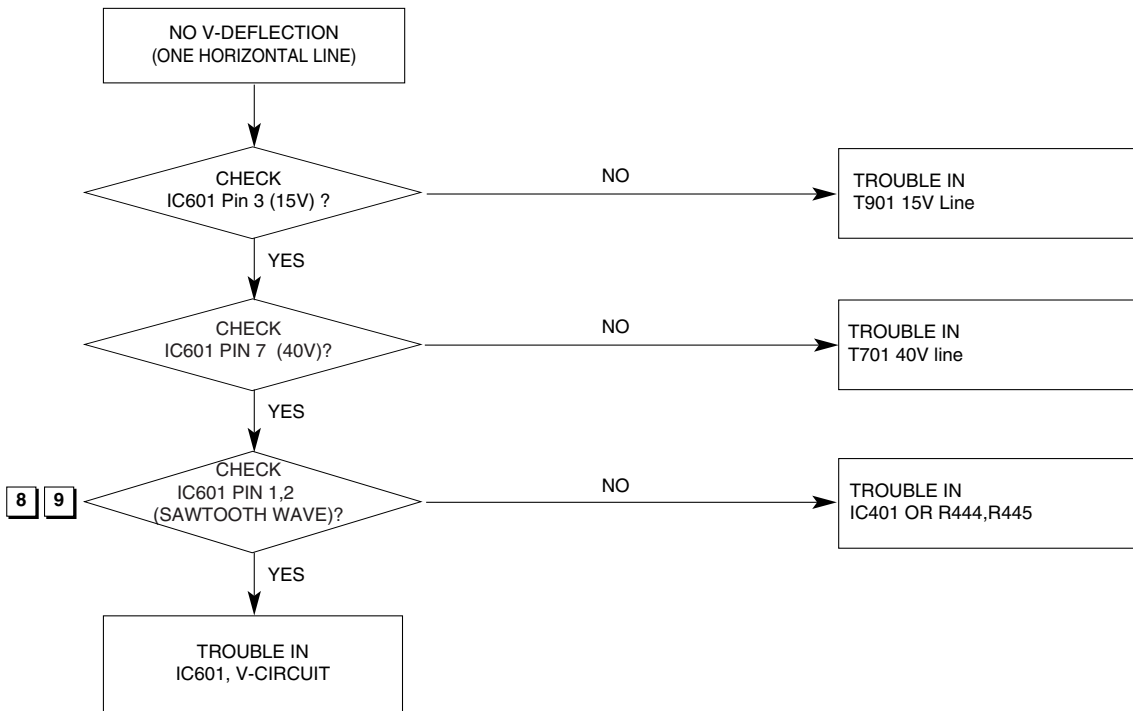 NO V-DEFLECTION
(ONE HORIZONTAL LINE)
CHECK
IC601 Pin 3 (15V) ?
NO
TROUBLE IN
T901 15V Line
YES
CHECK
IC601 PIN 7 (40V)?
NO
TROUBLE IN
T701 40V line
YES
8 9
CHECK
IC601 PIN 1,2
(SAWTOOTH WAVE)?
NO
TROUBLE IN
IC401 OR R444,R445
YES
TROUBLE IN
IC601, V-CIRCUIT